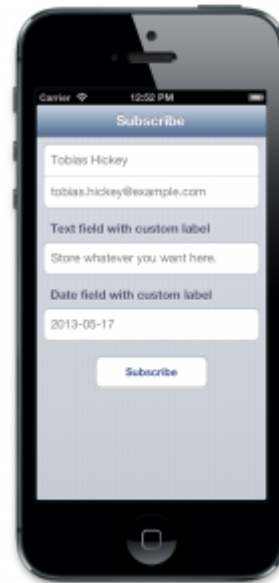 Carrier 12:52 PM
Subscribe
Tobias Hickey
tobias.hickey@example.com
Text field with custom label
Store whatever you want here.
Date field with custom label
2013-05-17
Subscribe